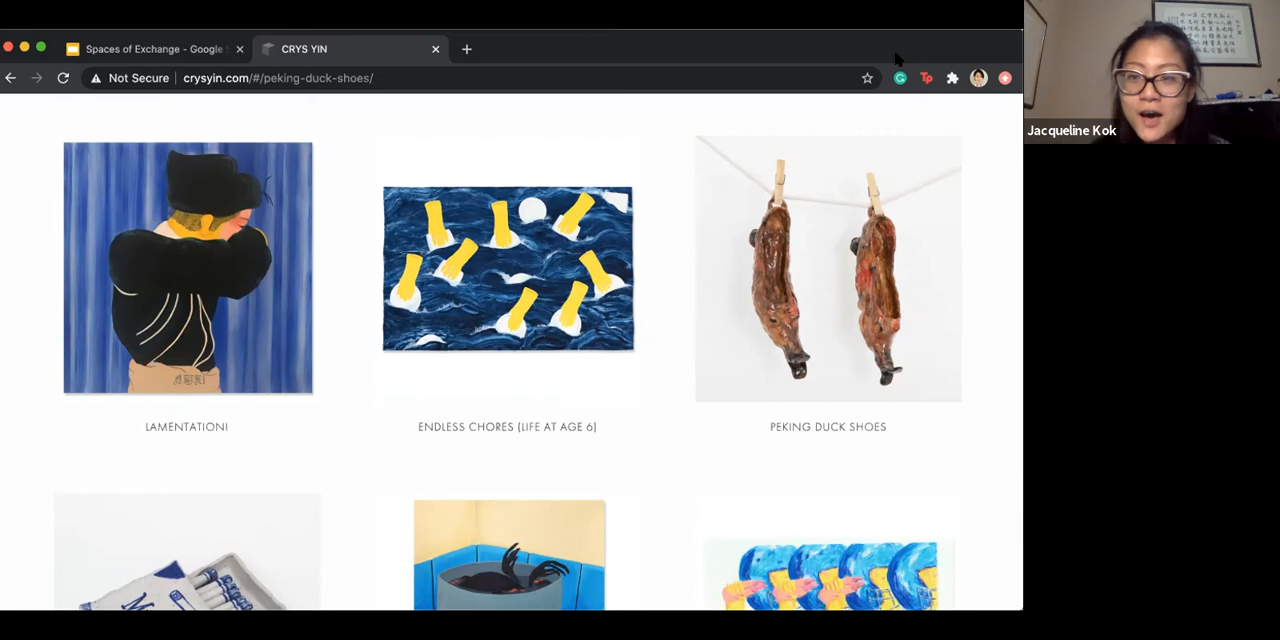 Spaces of Exchange - Google
CRYS YIN
Not Secure
crysyin.com/#/peking-duck-shoes/
Jacqueline Kok
LAMENTATION!
ENDLESS CHORES (LIFE AT AGE 6)
PEKING DUCK SHOES